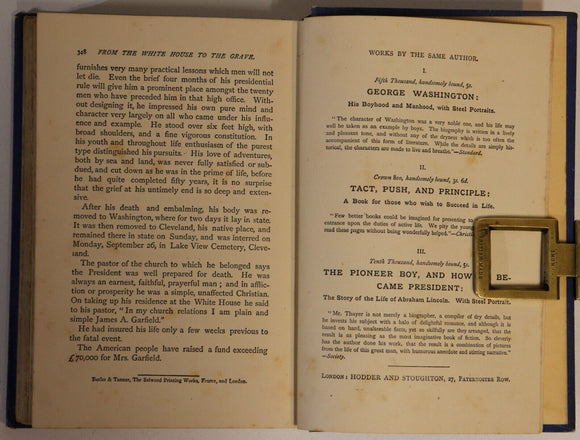 328 FROM THE WHITE HOUSE TO THE GRAVE.
furnishes very many practical lessons which men will not
let die. Even the brief four months of his presidential
rule will give him a prominent place amongst the twenty
men who have preceded him in that high office. With-
out designing it, he impressed his own pure mind and
character very largely on all who came under his influ-
ence and example. He stood over six feet high, with
broad shoulders, and a fine vigorous constitution. In
his youth and throughout life enthusiasm of the purest
type distinguished his pursuits. His love of adventures,
both by sea and land, was never fully satisfied or sub-
dued, and cut down as he was in the prime of life, before
he had quite completed fifty years, it is no surprise
that the grief at his untimely end is so deep and exten-
sive.
After his death and embalming, his body was re-
moved to Washington, where for two days it lay in state.
It was then removed to Cleveland, his native place, and
remained there in state on Sunday, and was interred on
Monday, September 26, in Lake View Cemetery, Cleve-
land.
The pastor of the church to which he belonged says
the President was well prepared for death. He was
always an earnest, faithful, prayerful man; and in afflic-
tion or prosperity he was a simple, unaffected Christian.
On taking up his residence at the White House he said
to his pastor, "In my church relations I am plain and
simple James A. Garfield."
He had insured his life only a few weeks previous to
the fatal event.
The American people have raised a fund exceeding
£70,000 for Mrs. Garfield.
Butler & Tanner, The Selwood Printing Works, Frome, and London.
WORKS BY THE SAME AUTHOR.
I.
Fifth Thousand, handsomely bound, 5s.
GEORGE WASHINGTON:
His Boyhood and Manhood, with Steel Portraits.
"The character of Washington was a very noble one, and his life may
well be taken as an example by boys. The biography is written in a lively
and pleasant tone, and without any of the dryness which is too often the
accompaniment of this form of literature. While the details are simply his-
torical, the characters are made to live and breathe."—Standard.
II.
Crown 8vo, handsomely bound, 3s. 6d.
TACT, PUSH, AND PRINCIPLE:
A Book for those who wish to Succeed in Life.
"Few better books could be imagined for presenting to
entrance upon the duties of active life. We pity the young
read these pages without being wonderfully helped."—Christi
III.
Tenth Thousand, handsomely bound, 5s.
THE PIONEER BOY, AND HOW BE-
CAME PRESIDENT:
The Story of the Life of Abraham Lincoln. With Steel Portrait.
"Mr. Thayer is not merely a biographer, a compiler of dry details, but
he invests his subject with a halo of delightful romance, and although it is
based on hard, unalterable facts, yet so skilfully are they arranged, that the
result is as pleasing as the most imaginative book of fiction. So cleverly
has the author done his work, that the result is a combination of pictures
from the life of this great man, with humorous anecdote and stirring narrative."
—Society.
LONDON: HODDER AND STOUGHTON, 27, PATERNOSTER ROW.